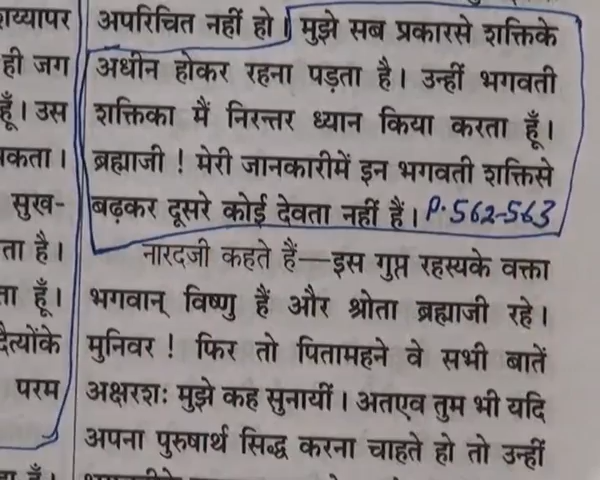 शय्यापर
ही जग
हूँ। उस
सकता।
सुख-
ता है।
ता हूँ।
दैत्योंके
परम
अपरिचित नहीं हो। मुझे सब प्रकारसे शक्तिके
अधीन होकर रहना पड़ता है। उन्हीं भगवती
शक्तिका मैं निरन्तर ध्यान किया करता हूँ।
ब्रह्माजी ! मेरी जानकारीमें इन भगवती शक्तिसे
बढ़कर दूसरे कोई देवता नहीं हैं। P. 562-563
नारदजी कहते हैं—इस गुप्त रहस्यके वक्ता
भगवान् विष्णु हैं और श्रोता ब्रह्माजी रहे।
मुनिवर ! फिर तो पितामहने वे सभी बातें
अक्षरशः मुझे कह सुनायीं। अतएव तुम भी यदि
अपना पुरुषार्थ सिद्ध करना चाहते हो तो उन्हीं